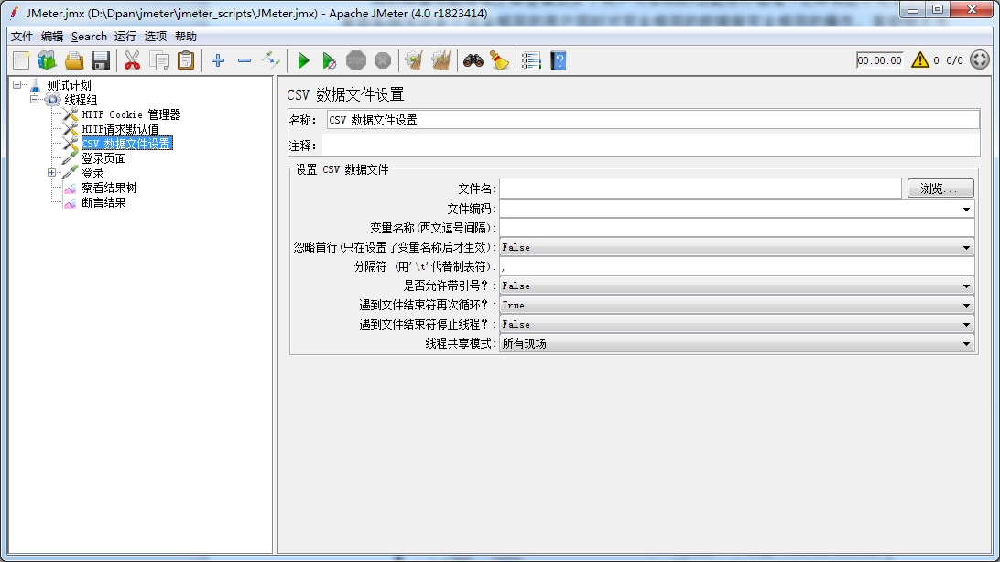 JMeter.jmx (D:\Dpan\jmeter\jmeter_scripts\JMeter.jmx) - Apache JMeter (4.0 r1823414)
文件 编辑 Search 运行 选项 帮助
STOP 00:00:00 0 0/0
测试计划
线程组
HTTP Cookie 管理器
HTTP请求默认值
CSV 数据文件设置
登录页面
登录
察看结果树
断言结果
CSV 数据文件设置
名称: CSV 数据文件设置
注释:
设置 CSV 数据文件
文件名: 浏览...
文件编码:
变量名称(西文逗号间隔):
忽略首行(只在设置了变量名称后才生效): False
分隔符 (用'\t'代替制表符): ,
是否允许带引号?: False
遇到文件结束符再次循环?: True
遇到文件结束符停止线程?: False
线程共享模式: 所有现场